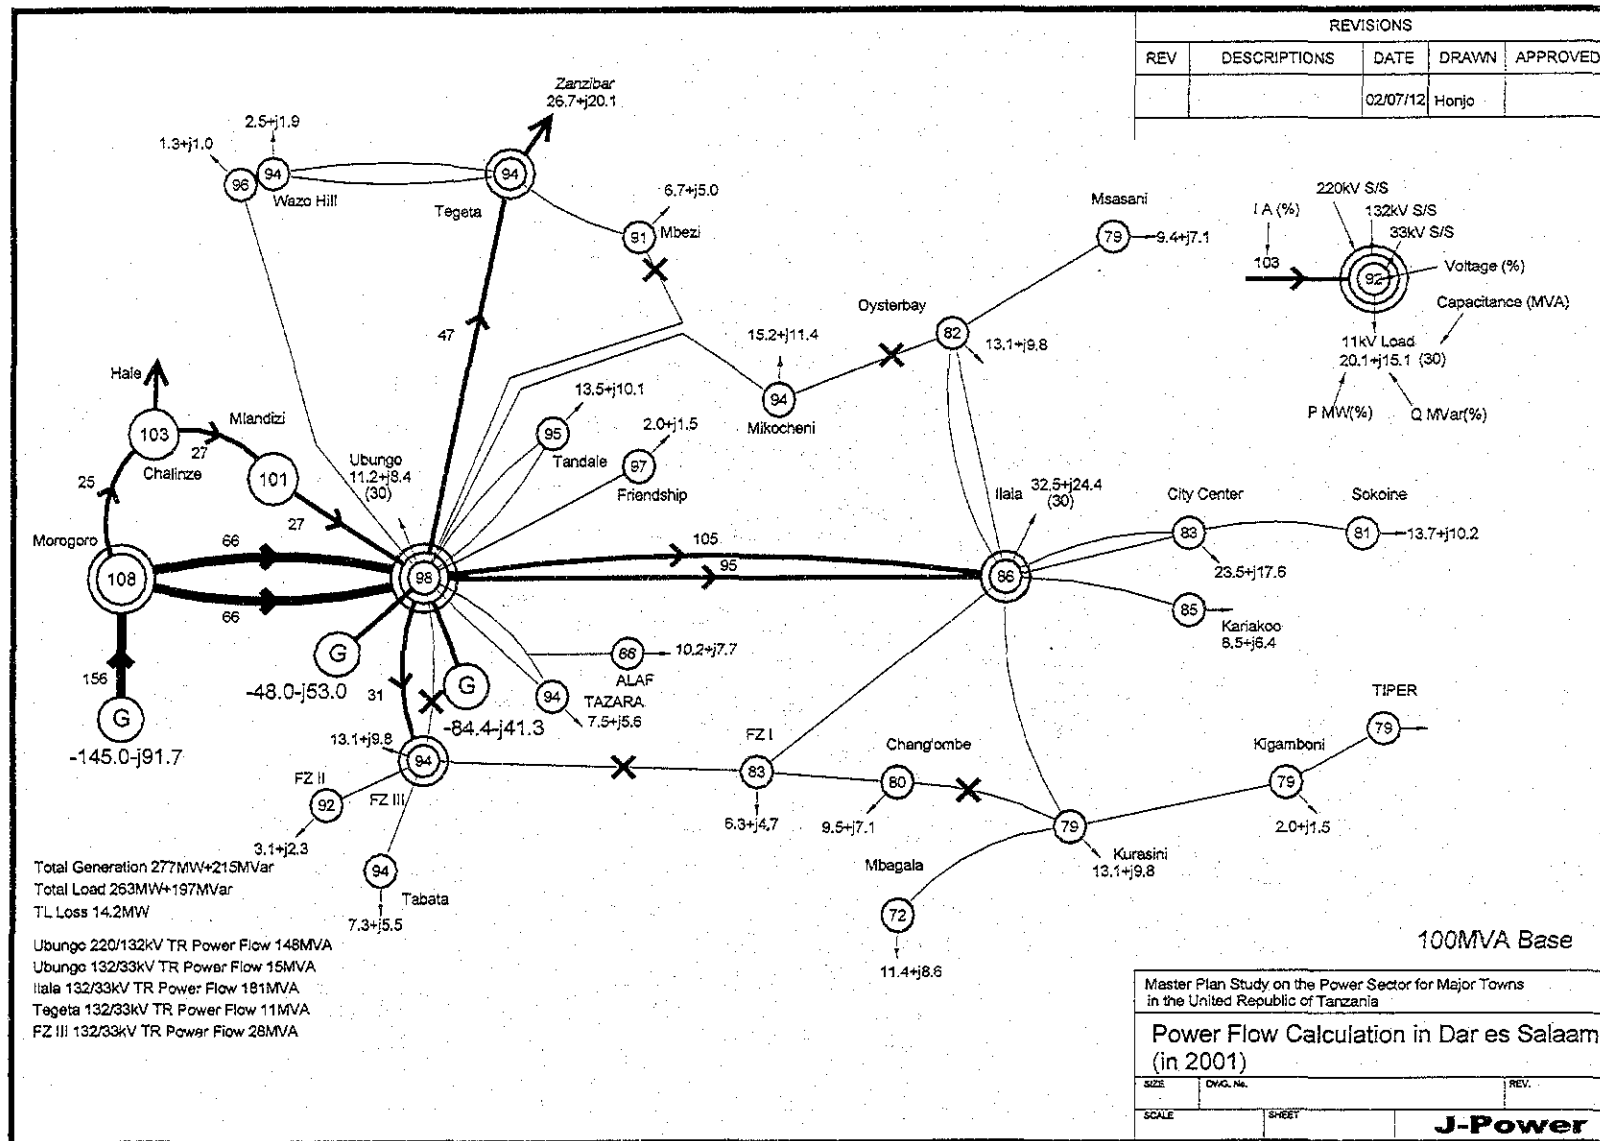 REVISIONS
REV DESCRIPTIONS DATE DRAWN APPROVED
02/07/12 Honjo
Zanzibar
26.7+j20.1
2.5+j1.9
1.3+j1.0
96
94
Wazo Hill
94
Tegeta
6.7+j5.0
91
Mbezi
Msasani
79
9.4+j7.1
220kV S/S
132kV S/S
33kV S/S
I A (%)
103
92
Voltage (%)
Capacitance (MVA)
11kV Load
20.1+j15.1 (30)
P MW(%)
Q MVar(%)
Oysterbay
82
13.1+j9.8
15.2+j11.4
94
Mikocheni
47
Hale
103
Chalinze
Mlandizi
27
101
25
27
Ubungo
11.2+j8.4
(30)
13.5+j10.1
95
Tandale
2.0+j1.5
97
Friendship
Ilala
32.5+j24.4
(30)
City Center
83
23.5+j17.6
Sokoine
81
13.7+j10.2
Morogoro
108
66
66
98
105
95
86
85
Kariakoo
8.5+j6.4
156
G
-145.0-j91.7
G
-48.0-j53.0
31
G
-84.4-j41.3
ALAF
10.2+j7.7
94
TAZARA
7.5+j5.6
13.1+j9.8
94
FZ III
FZ II
92
3.1+j2.3
94
Tabata
7.3+j5.5
FZ I
83
6.3+j4.7
Chang'ombe
80
9.5+j7.1
79
Kurasini
13.1+j9.8
Mbagala
72
11.4+j8.6
Kigamboni
79
2.0+j1.5
TIPER
79
Total Generation 277MW+215MVar
Total Load 263MW+197MVar
TL Loss 14.2MW
Ubungo 220/132kV TR Power Flow 148MVA
Ubungo 132/33kV TR Power Flow 15MVA
Ilala 132/33kV TR Power Flow 181MVA
Tegeta 132/33kV TR Power Flow 11MVA
FZ III 132/33kV TR Power Flow 28MVA
100MVA Base
Master Plan Study on the Power Sector for Major Towns
in the United Republic of Tanzania
Power Flow Calculation in Dar es Salaam
(in 2001)
SIZE DWG. No. REV.
SCALE SHEET J-Power